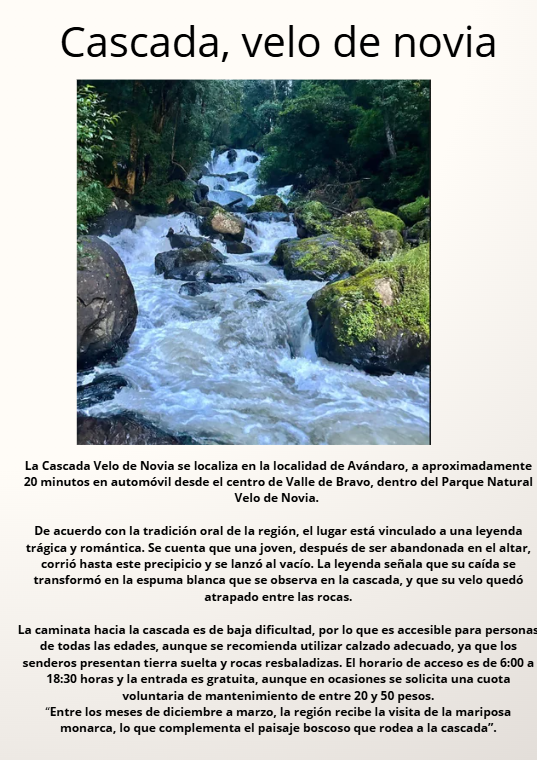 Cascada, velo de novia
La Cascada Velo de Novia se localiza en la localidad de Avándaro, a aproximadamente
20 minutos en automóvil desde el centro de Valle de Bravo, dentro del Parque Natural
Velo de Novia.
De acuerdo con la tradición oral de la región, el lugar está vinculado a una leyenda
trágica y romántica. Se cuenta que una joven, después de ser abandonada en el altar,
corrió hasta este precipicio y se lanzó al vacío. La leyenda señala que su caída se
transformó en la espuma blanca que se observa en la cascada, y que su velo quedó
atrapado entre las rocas.
La caminata hacia la cascada es de baja dificultad, por lo que es accesible para personas
de todas las edades, aunque se recomienda utilizar calzado adecuado, ya que los
senderos presentan tierra suelta y rocas resbaladizas. El horario de acceso es de 6:00 a
18:30 horas y la entrada es gratuita, aunque en ocasiones se solicita una cuota
voluntaria de mantenimiento de entre 20 y 50 pesos.
“Entre los meses de diciembre a marzo, la región recibe la visita de la mariposa
monarca, lo que complementa el paisaje boscoso que rodea a la cascada”.